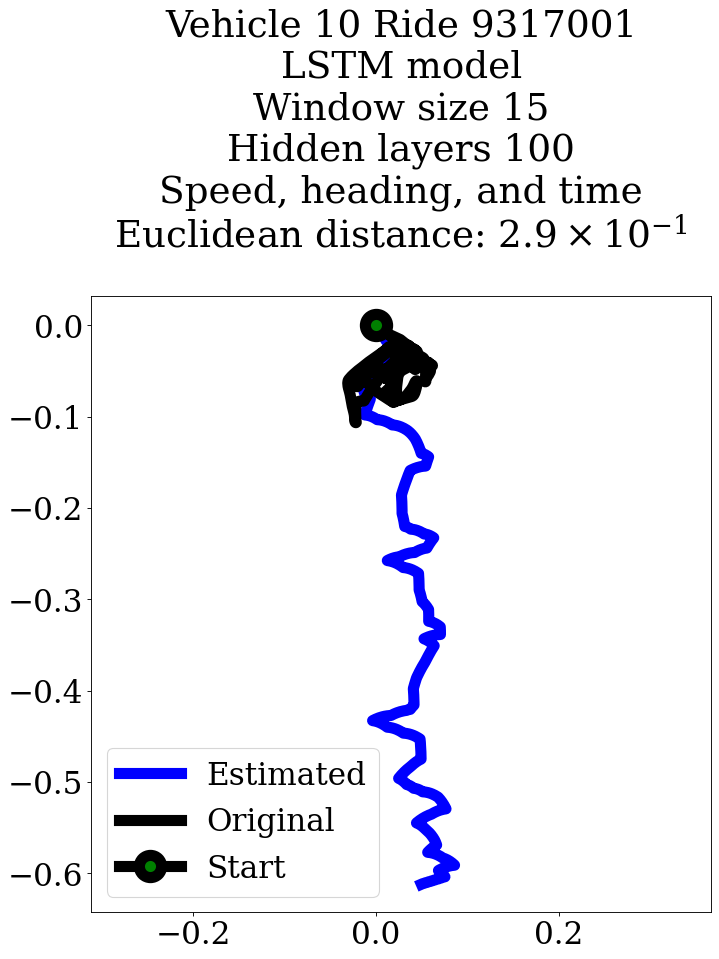 Vehicle 10 Ride 9317001
LSTM model
Window size 15
Hidden layers 100
Speed, heading, and time
Euclidean distance: 2.9 × 10⁻¹
0.0
−0.1
−0.2
−0.3
−0.4
−0.5
−0.6
Estimated
Original
Start
−0.2
0.0
0.2